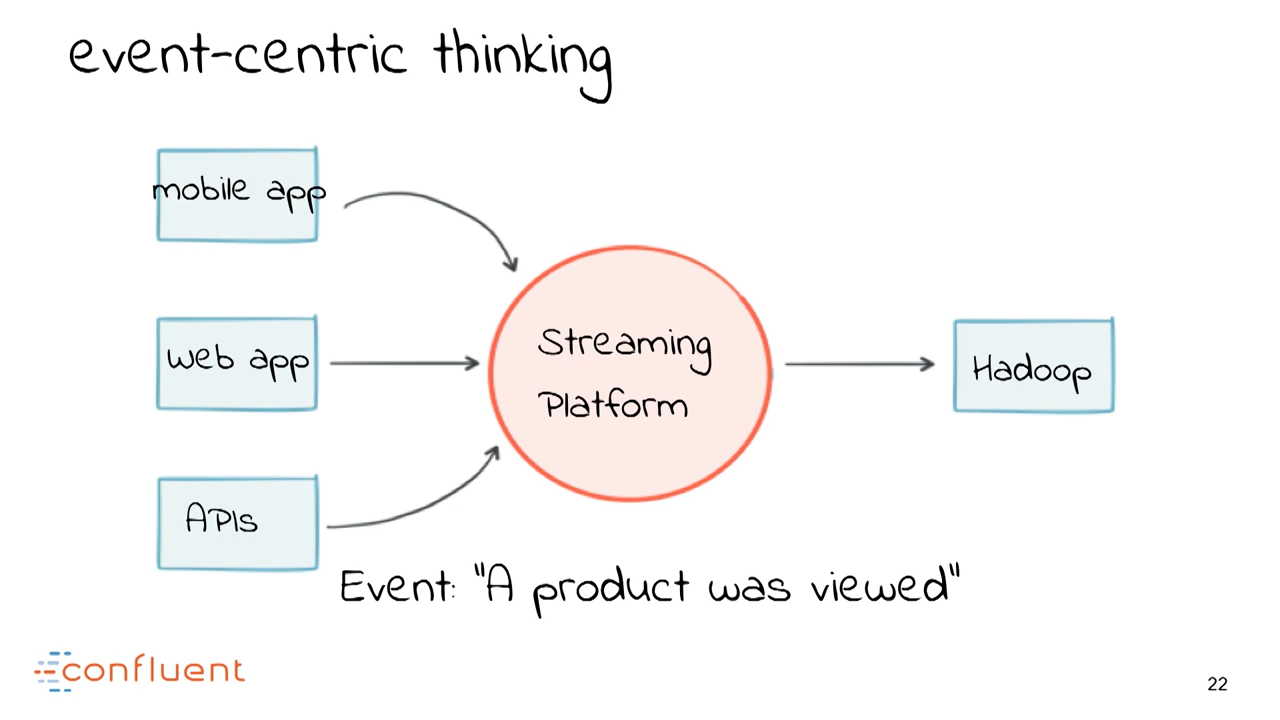 event-centric thinking
mobile app
web app
APIs
Streaming
Platform
Hadoop
Event: "A product was viewed"
confluent
22